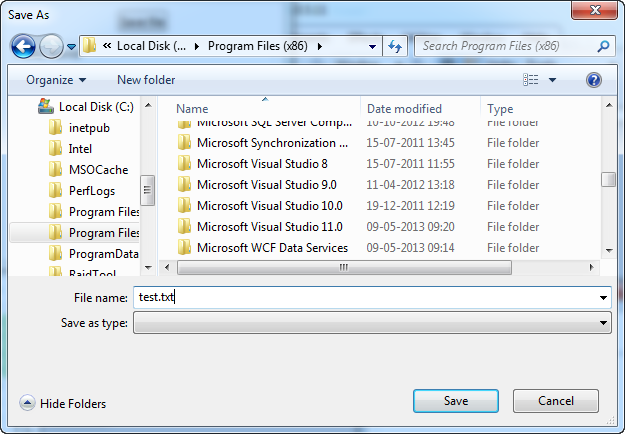 Save As
« Local Disk (... Program Files (x86) Search Program Files (x86)
Organize New folder
Name Date modified Type
Local Disk (C:)
inetpub
Intel
MSOCache
PerfLogs
Program Files
Program Files
ProgramData
RaidTool
Microsoft SQL Server Comp... 10-10-2012 19:48 File folder
Microsoft Synchronization ... 15-07-2011 13:45 File folder
Microsoft Visual Studio 8 15-07-2011 11:55 File folder
Microsoft Visual Studio 9.0 11-04-2012 13:18 File folder
Microsoft Visual Studio 10.0 19-12-2011 12:19 File folder
Microsoft Visual Studio 11.0 09-05-2013 09:20 File folder
Microsoft WCF Data Services 09-05-2013 09:14 File folder
File name: test.txt
Save as type:
Hide Folders Save Cancel